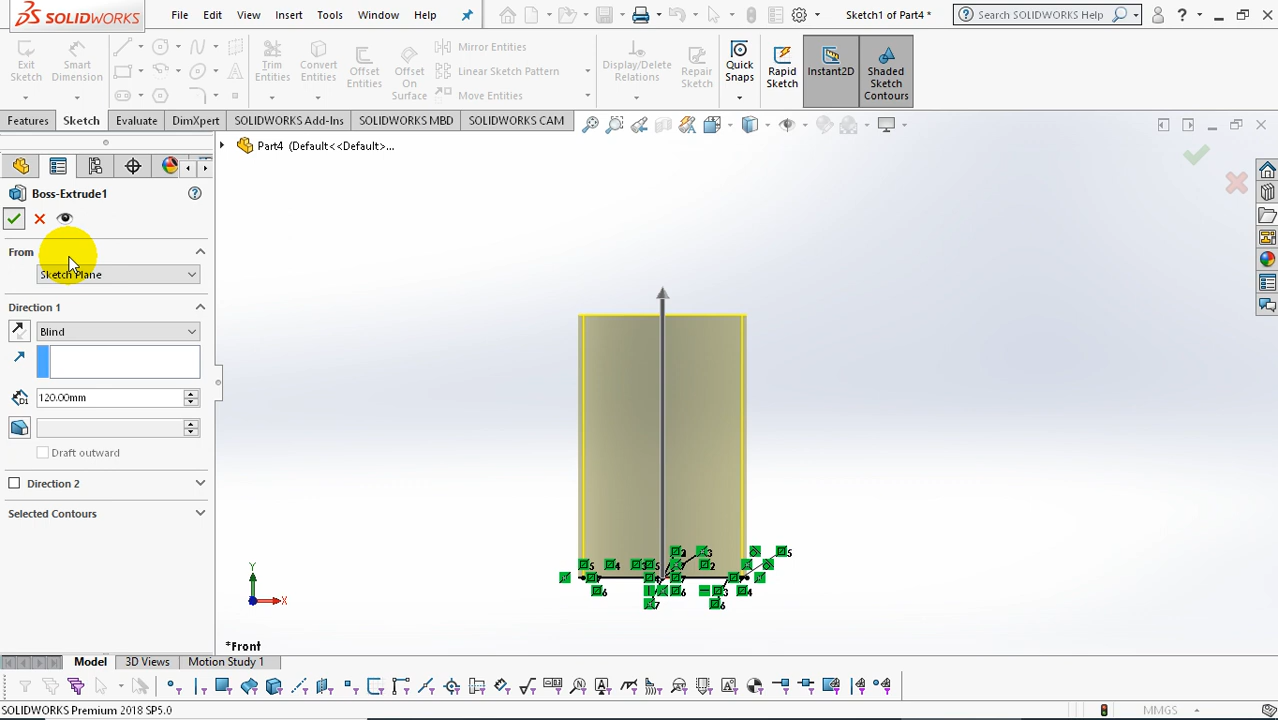 SOLIDWORKS
File
Edit
View
Insert
Tools
Window
Help
Sketch1 of Part4 *
Search SOLIDWORKS Help
?
Exit Sketch
Smart Dimension
Trim Entities
Convert Entities
Offset Entities
Offset On Surface
Mirror Entities
Linear Sketch Pattern
Move Entities
Display/Delete Relations
Repair Sketch
Quick Snaps
Rapid Sketch
Instant2D
Shaded Sketch Contours
Features
Sketch
Evaluate
DimXpert
SOLIDWORKS Add-Ins
SOLIDWORKS MBD
SOLIDWORKS CAM
Part4 (Default<<Default>...
Boss-Extrude1
From
Sketch Plane
Direction 1
Blind
120.00mm
Draft outward
Direction 2
Selected Contours
Y
X
*Front
Model
3D Views
Motion Study 1
SOLIDWORKS Premium 2018 SP5.0
MMGS